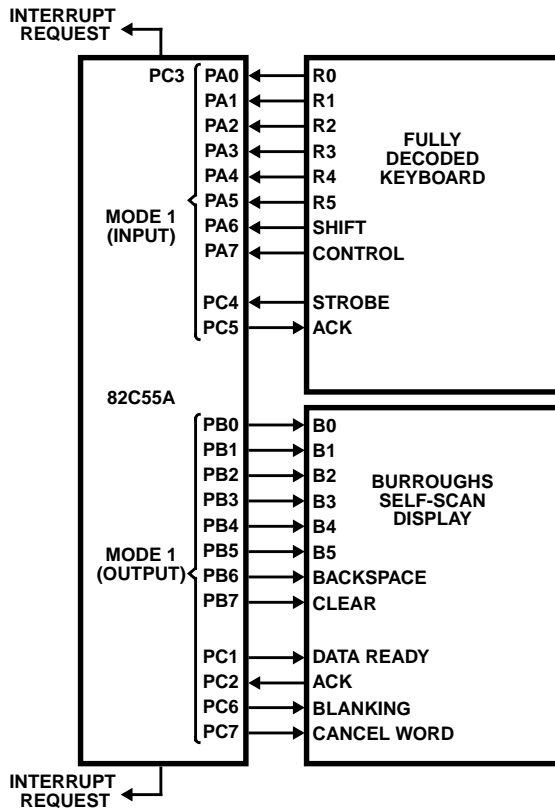 INTERRUPT
REQUEST
PC3
PA0
PA1
PA2
PA3
PA4
PA5
PA6
PA7
PC4
PC5
MODE 1
(INPUT)
R0
R1
R2
R3
R4
R5
SHIFT
CONTROL
STROBE
ACK
FULLY
DECODED
KEYBOARD
82C55A
PB0
PB1
PB2
PB3
PB4
PB5
PB6
PB7
PC1
PC2
PC6
PC7
MODE 1
(OUTPUT)
B0
B1
B2
B3
B4
B5
BACKSPACE
CLEAR
DATA READY
ACK
BLANKING
CANCEL WORD
BURROUGHS
SELF-SCAN
DISPLAY
INTERRUPT
REQUEST